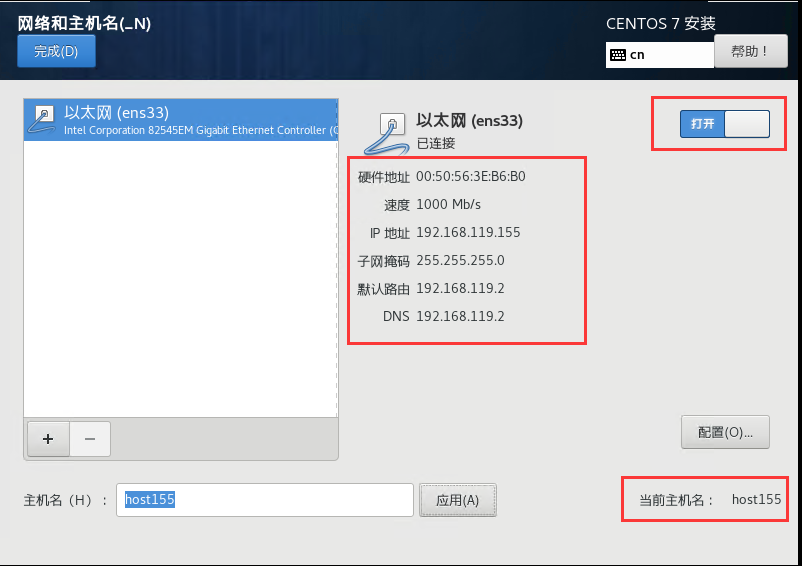 网络和主机名(_N)
CENTOS 7 安装
完成(D)
cn
帮助！
以太网 (ens33)
Intel Corporation 82545EM Gigabit Ethernet Controller (C
以太网 (ens33)
已连接
打开
硬件地址 00:50:56:3E:B6:B0
速度 1000 Mb/s
IP 地址 192.168.119.155
子网掩码 255.255.255.0
默认路由 192.168.119.2
DNS 192.168.119.2
+ −
配置(O)...
主机名（H）： host155
应用(A)
当前主机名： host155